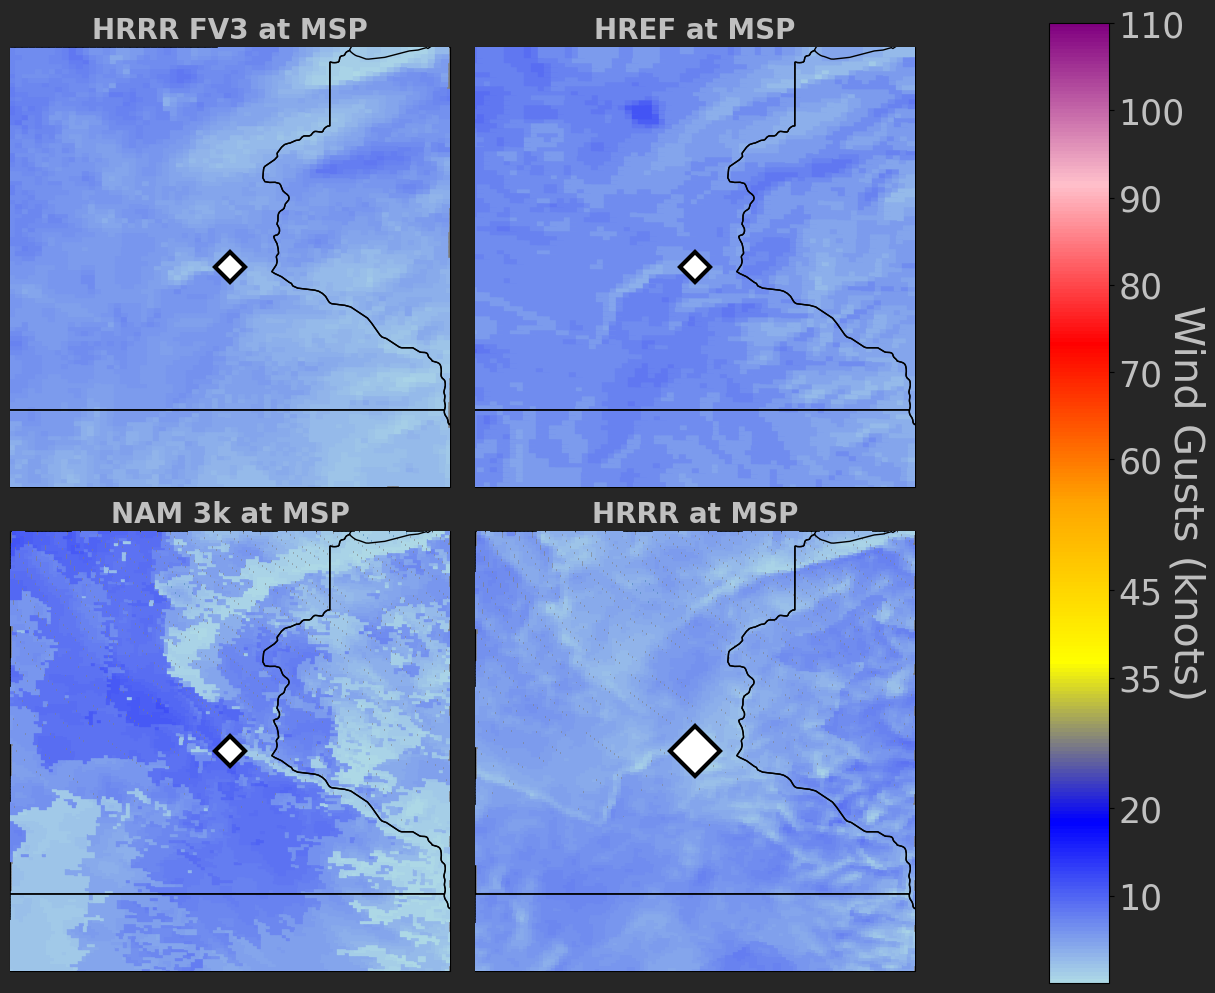 HRRR FV3 at MSP
HREF at MSP
NAM 3k at MSP
HRRR at MSP
110
100
90
80
70
60
45
35
20
10
Wind Gusts (knots)